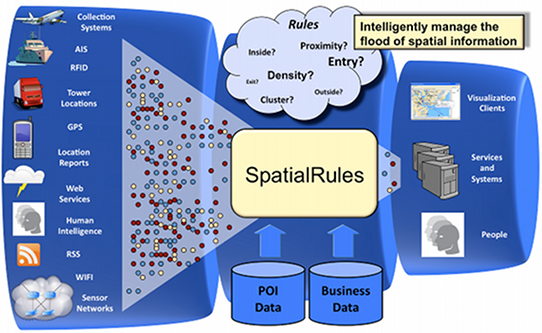 Collection
Systems
AIS
RFID
Tower
Locations
GPS
Location
Reports
Web
Services
Human
Intelligence
RSS
WIFI
Sensor
Networks
Rules
Inside?
Proximity?
Entry?
Exit?
Density?
Cluster?
Outside?
Intelligently manage the
flood of spatial information
SpatialRules
POI
Data
Business
Data
Visualization
Clients
Services
and
Systems
People